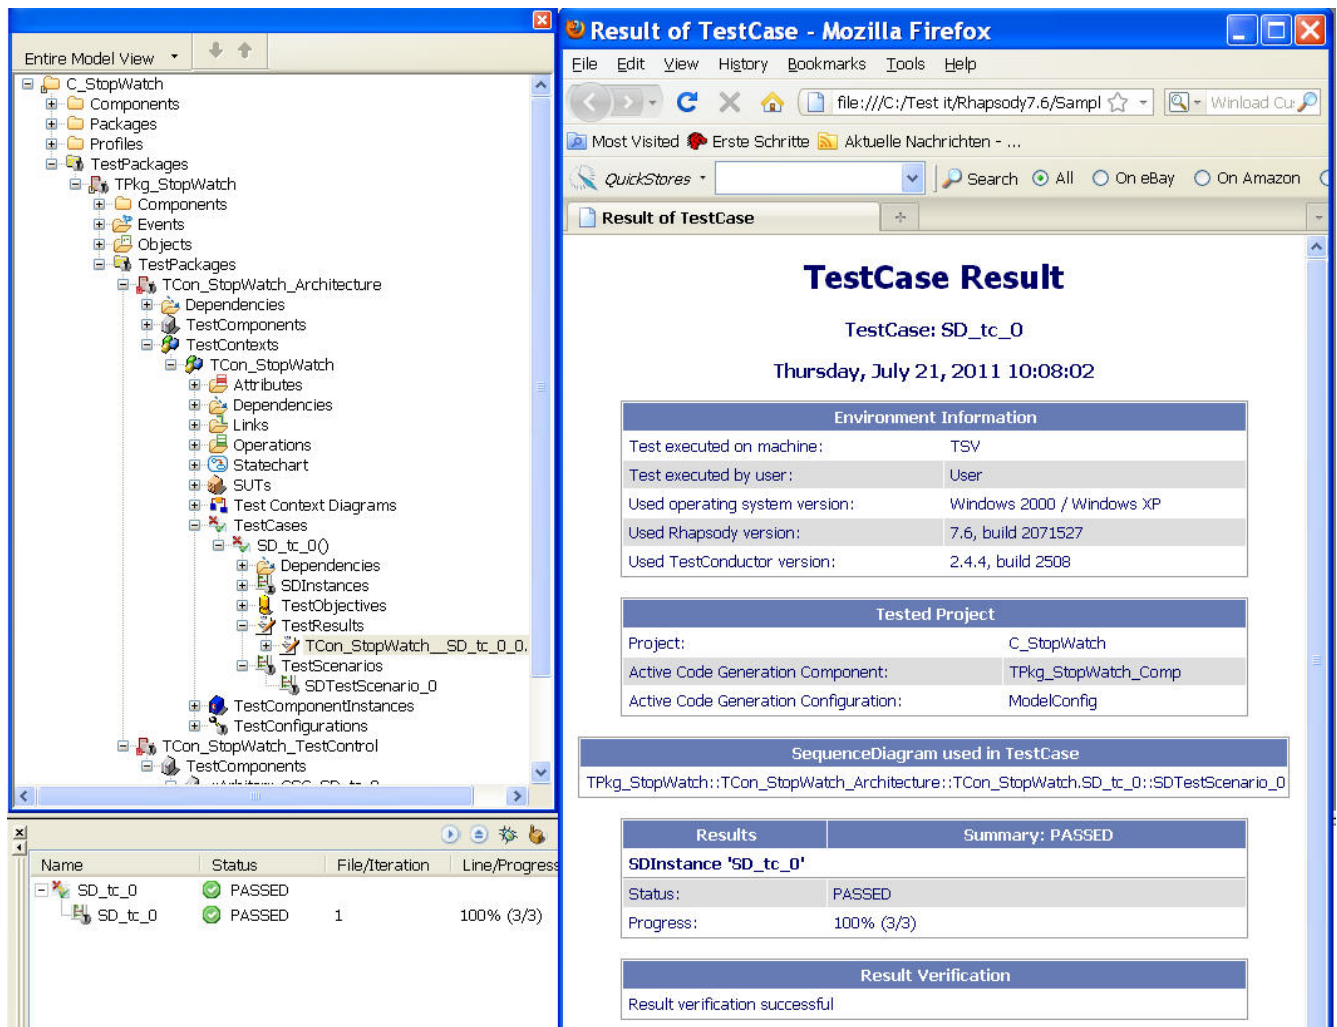 Entire Model View
C_StopWatch
Components
Packages
Profiles
TestPackages
TPkg_StopWatch
Components
Events
Objects
TestPackages
TCon_StopWatch_Architecture
Dependencies
TestComponents
TestContexts
TCon_StopWatch
Attributes
Dependencies
Links
Operations
Statechart
SUTs
Test Context Diagrams
TestCases
SD_tc_0()
Dependencies
SDInstances
TestObjectives
TestResults
TCon_StopWatch__SD_tc_0_0.
TestScenarios
SDTestScenario_0
TestComponentInstances
TestConfigurations
TCon_StopWatch_TestControl
TestComponents
Name Status File/Iteration Line/Progress
SD_tc_0 PASSED
SD_tc_0 PASSED 1 100% (3/3)
Result of TestCase - Mozilla Firefox
File Edit View History Bookmarks Tools Help
file:///C:/Test it/Rhapsody7.6/Sampl Winload Cu
Most Visited Erste Schritte Aktuelle Nachrichten - ...
QuickStores Search All On eBay On Amazon
Result of TestCase
TestCase Result
TestCase: SD_tc_0
Thursday, July 21, 2011 10:08:02
Environment Information
Test executed on machine: TSV
Test executed by user: User
Used operating system version: Windows 2000 / Windows XP
Used Rhapsody version: 7.6, build 2071527
Used TestConductor version: 2.4.4, build 2508
Tested Project
Project: C_StopWatch
Active Code Generation Component: TPkg_StopWatch_Comp
Active Code Generation Configuration: ModelConfig
SequenceDiagram used in TestCase
TPkg_StopWatch::TCon_StopWatch_Architecture::TCon_StopWatch.SD_tc_0::SDTestScenario_0
Results Summary: PASSED
SDInstance 'SD_tc_0'
Status: PASSED
Progress: 100% (3/3)
Result Verification
Result verification successful